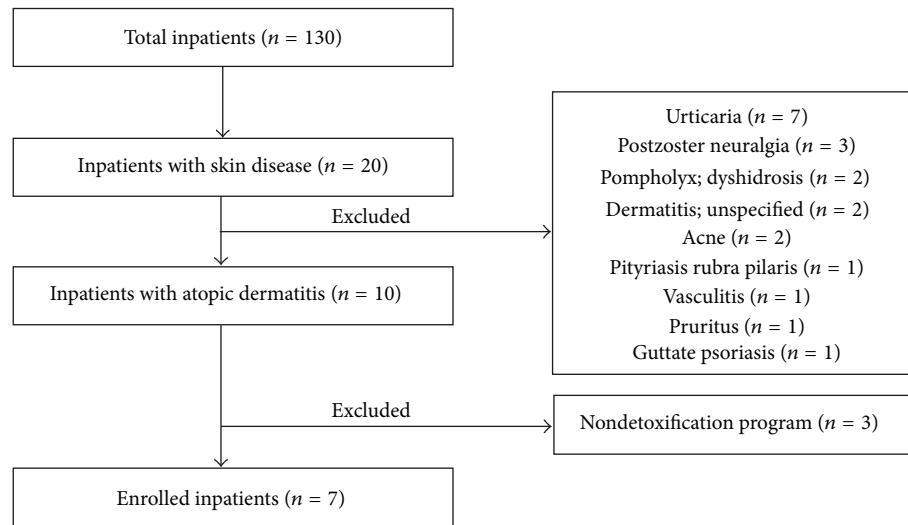 Total inpatients (n = 130)
Inpatients with skin disease (n = 20)
Excluded
Urticaria (n = 7)
Postzoster neuralgia (n = 3)
Pompholyx; dyshidrosis (n = 2)
Dermatitis; unspecified (n = 2)
Acne (n = 2)
Pityriasis rubra pilaris (n = 1)
Vasculitis (n = 1)
Pruritus (n = 1)
Guttate psoriasis (n = 1)
Inpatients with atopic dermatitis (n = 10)
Excluded
Nondetoxification program (n = 3)
Enrolled inpatients (n = 7)